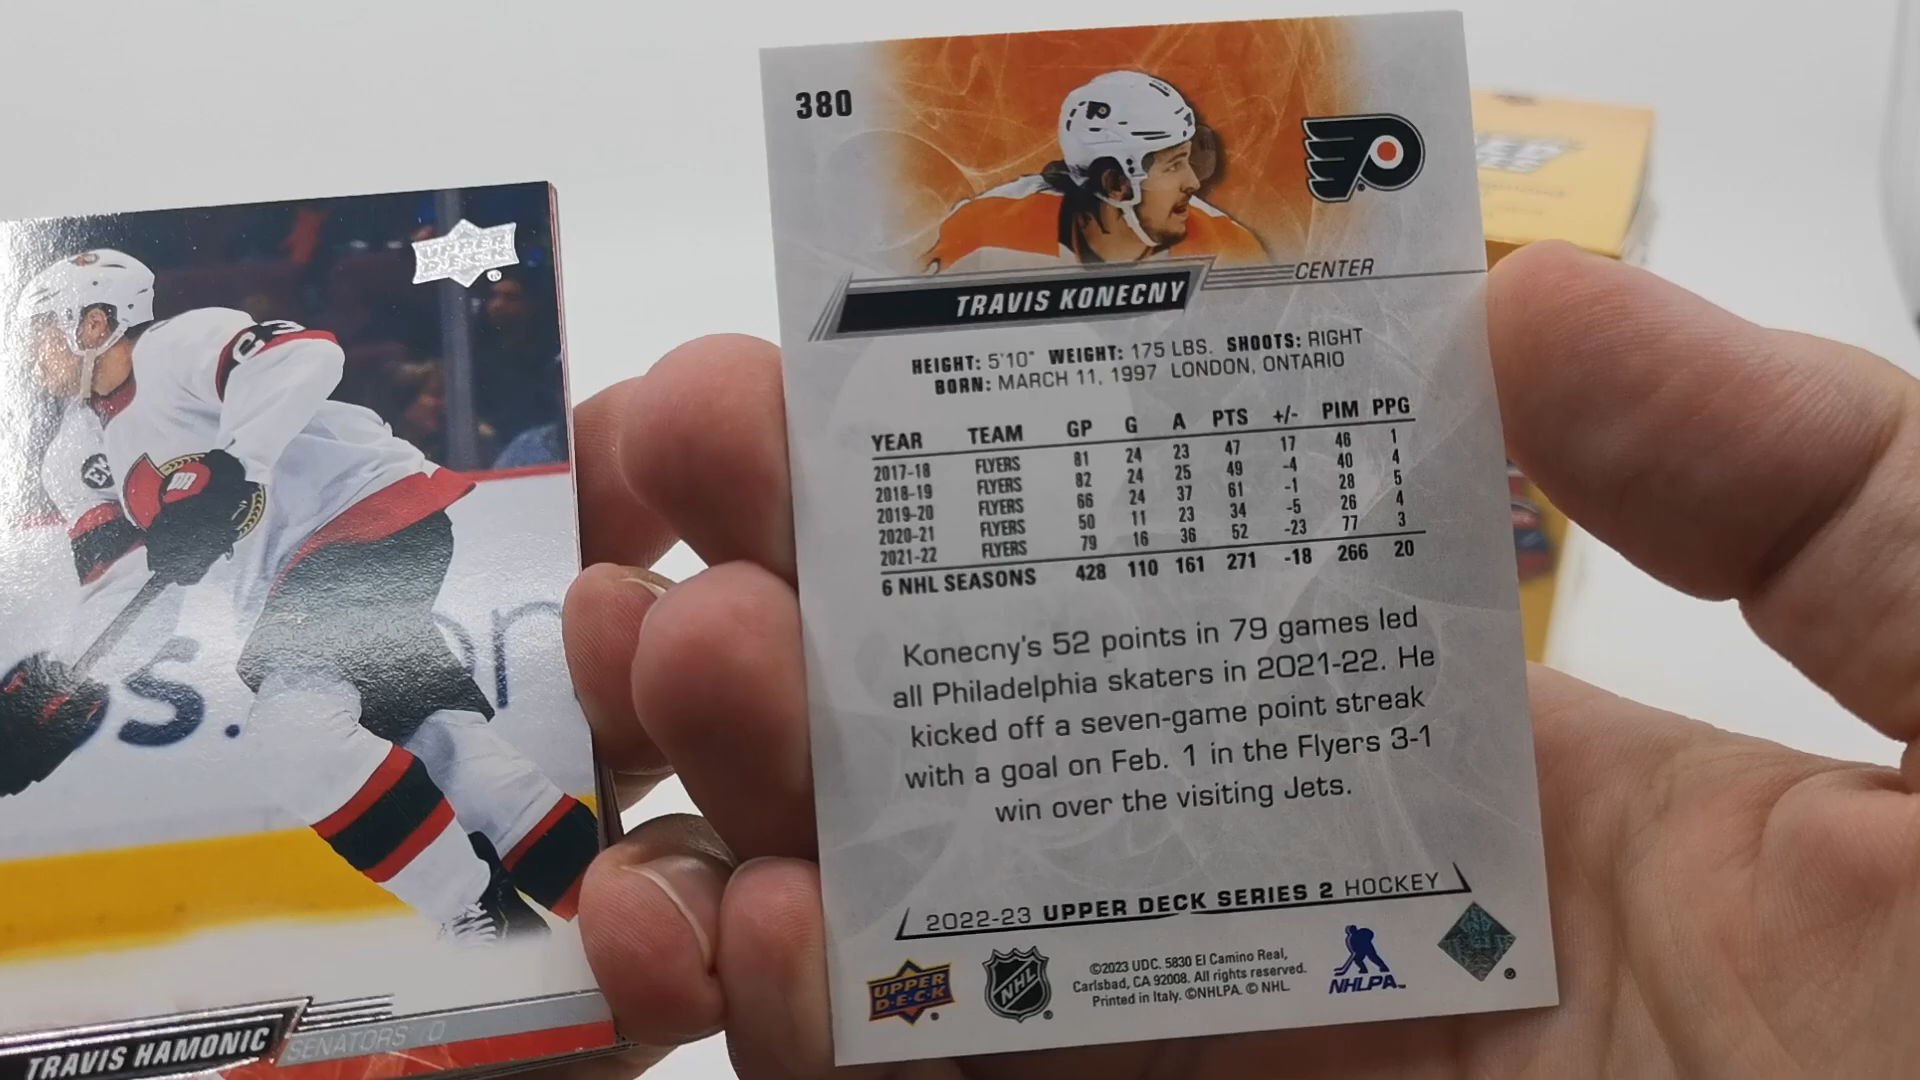 UPPER DECK
TRAVIS HAMONIC
SENATORS D
380
CENTER
TRAVIS KONECNY
HEIGHT: 5'10" WEIGHT: 175 LBS. SHOOTS: RIGHT
BORN: MARCH 11, 1997 LONDON, ONTARIO
YEAR TEAM GP G A PTS +/- PIM PPG
2017-18 FLYERS 81 24 23 47 17 46 1
2018-19 FLYERS 82 24 25 49 -4 40 4
2019-20 FLYERS 66 24 37 61 -1 28 5
2020-21 FLYERS 50 11 23 34 -5 26 4
2021-22 FLYERS 79 16 36 52 -23 77 3
6 NHL SEASONS 428 110 161 271 -18 266 20
Konecny's 52 points in 79 games led
all Philadelphia skaters in 2021-22. He
kicked off a seven-game point streak
with a goal on Feb. 1 in the Flyers 3-1
win over the visiting Jets.
2022-23 UPPER DECK SERIES 2 HOCKEY
UPPER
D·E·C·K
NHL
©2023 UDC. 5830 El Camino Real,
Carlsbad, CA 92008. All rights reserved.
Printed in Italy. ©NHLPA. © NHL.
NHLPA™